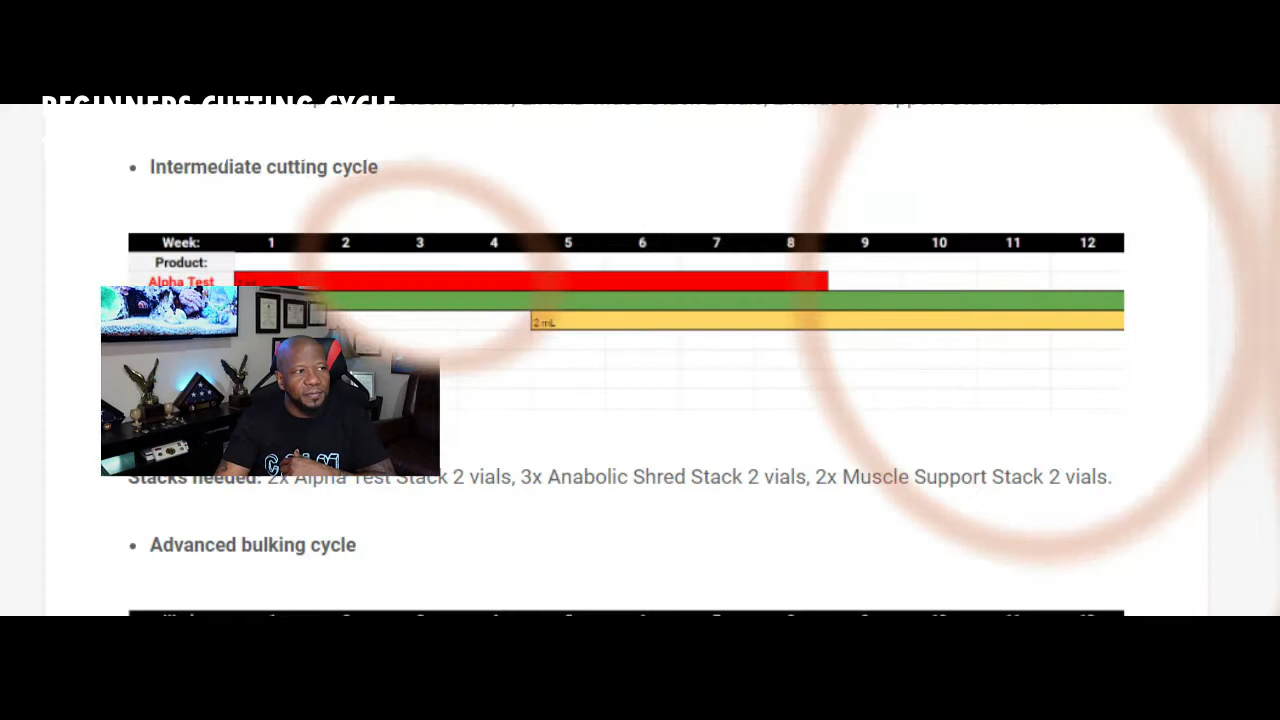 BEGINNERS CUTTING CYCLE
Intermediate cutting cycle
Week: 1 2 3 4 5 6 7 8 9 10 11 12
Product:
Alpha Test
2 mL
Stacks needed: 2x Alpha Test Stack 2 vials, 3x Anabolic Shred Stack 2 vials, 2x Muscle Support Stack 2 vials.
Advanced bulking cycle